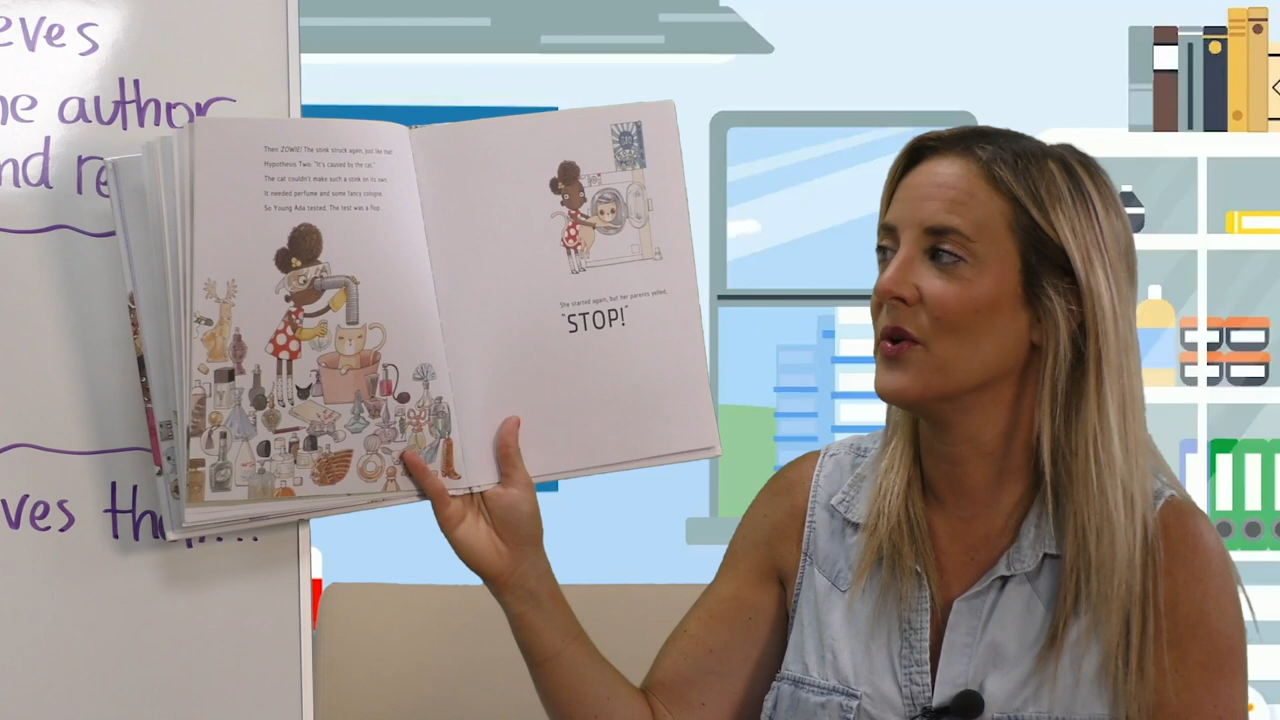 eves
he author
nd re
ves th
Then ZOWIE! The stink struck again, just like that.
Hypothesis Two: "It's caused by the cat."
The cat couldn't make such a stink on its own.
It needed perfume and some fancy cologne.
So Young Ada tested. The test was a flop.
She started again, but her parents yelled,
"STOP!"